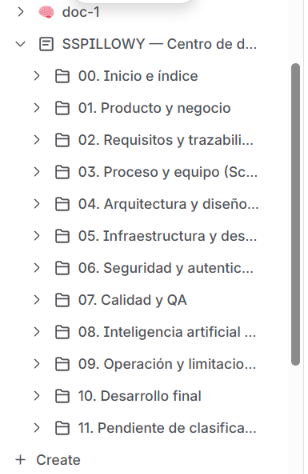 doc-1
SSPILLOWY — Centro de d...
00. Inicio e índice
01. Producto y negocio
02. Requisitos y trazabili...
03. Proceso y equipo (Sc...
04. Arquitectura y diseño...
05. Infraestructura y des...
06. Seguridad y autentic...
07. Calidad y QA
08. Inteligencia artificial ...
09. Operación y limitacio...
10. Desarrollo final
11. Pendiente de clasifica...
+ Create